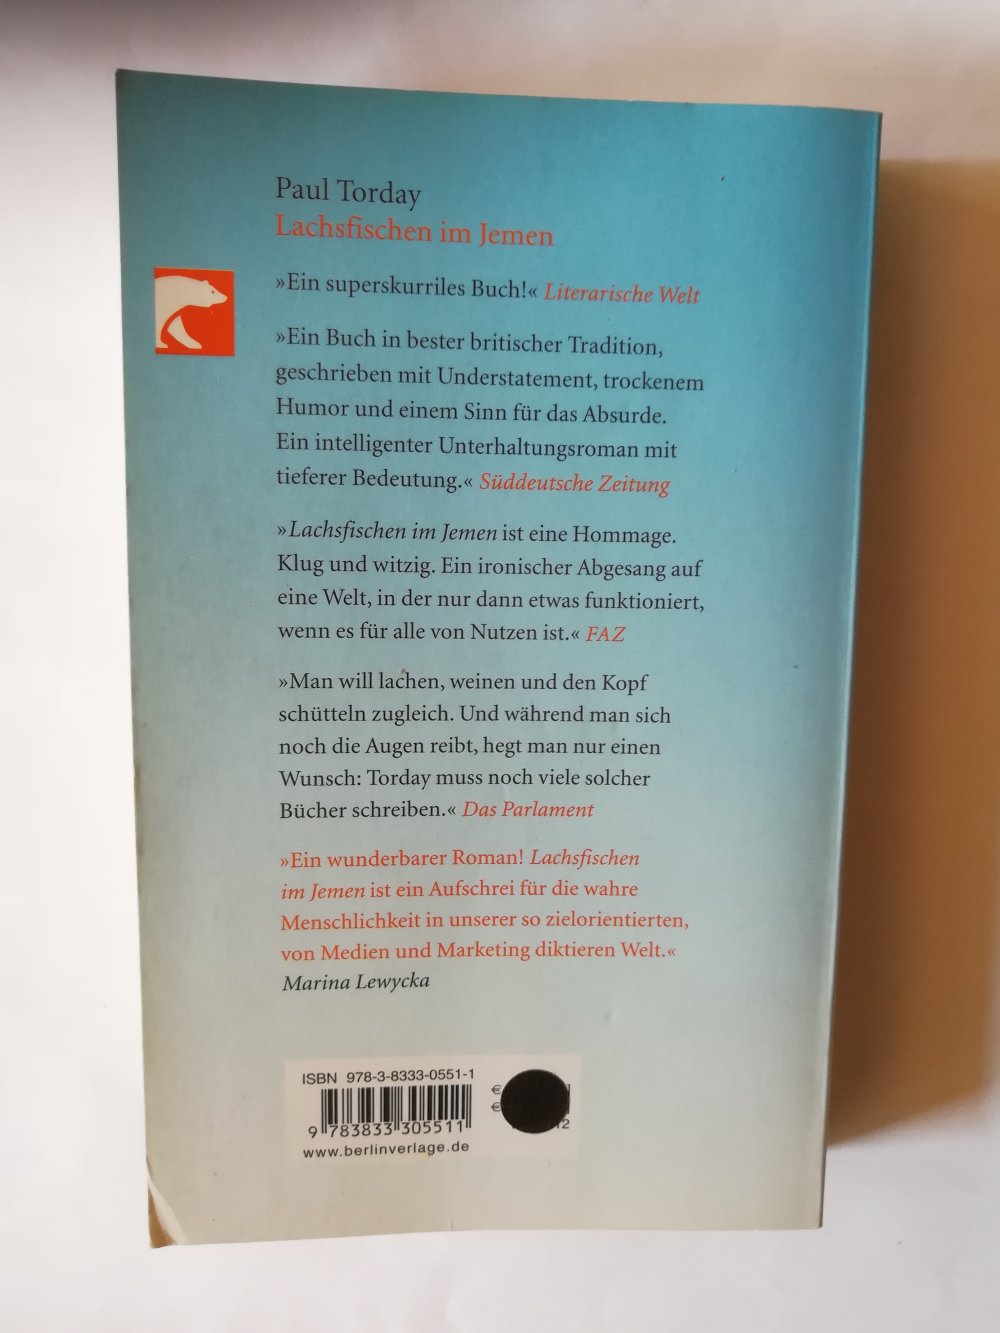 Paul Torday
Lachsfischen im Jemen
»Ein superskurriles Buch!« Literarische Welt
»Ein Buch in bester britischer Tradition,
geschrieben mit Understatement, trockenem
Humor und einem Sinn für das Absurde.
Ein intelligenter Unterhaltungsroman mit
tieferer Bedeutung.« Süddeutsche Zeitung
»Lachsfischen im Jemen ist eine Hommage.
Klug und witzig. Ein ironischer Abgesang auf
eine Welt, in der nur dann etwas funktioniert,
wenn es für alle von Nutzen ist.« FAZ
»Man will lachen, weinen und den Kopf
schütteln zugleich. Und während man sich
noch die Augen reibt, hegt man nur einen
Wunsch: Torday muss noch viele solcher
Bücher schreiben.« Das Parlament
»Ein wunderbarer Roman! Lachsfischen
im Jemen ist ein Aufschrei für die wahre
Menschlichkeit in unserer so zielorientierten,
von Medien und Marketing diktieren Welt.«
Marina Lewycka
ISBN 978-3-8333-0551-1
€
€
9 783833 305511
www.berlinverlage.de